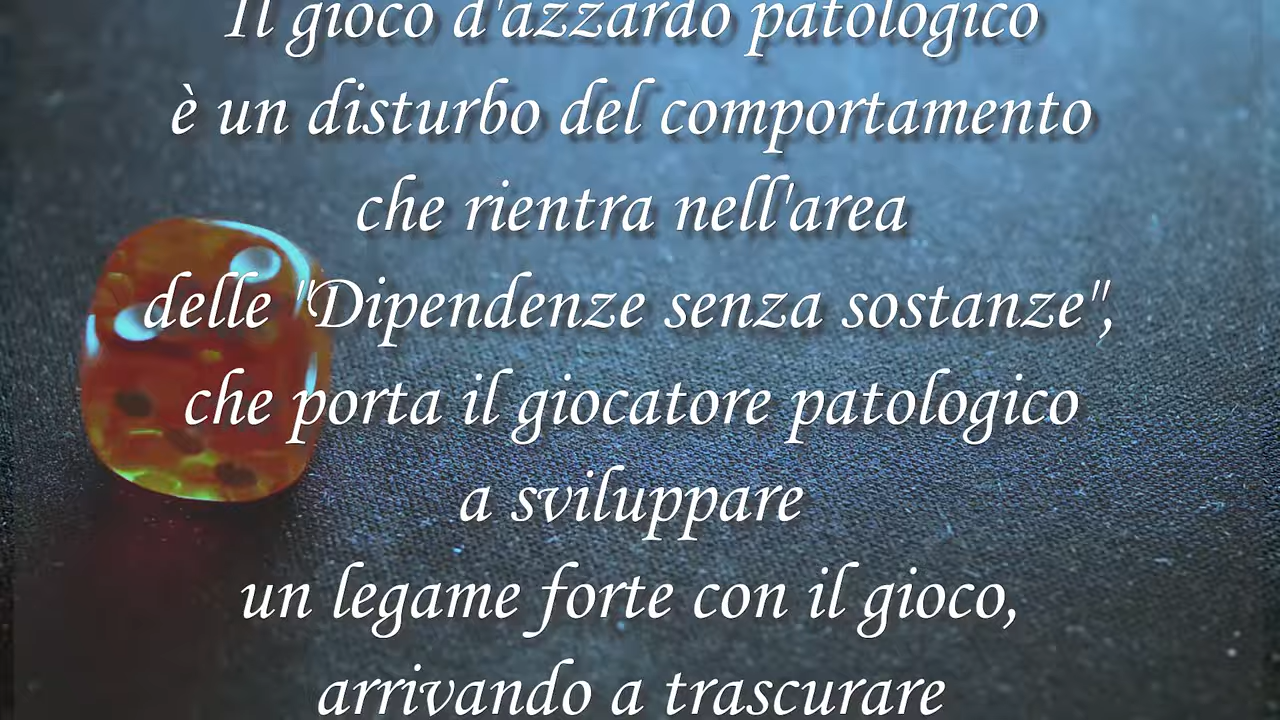 Il gioco d'azzardo patologico
è un disturbo del comportamento
che rientra nell'area
delle "Dipendenze senza sostanze",
che porta il giocatore patologico
a sviluppare
un legame forte con il gioco,
arrivando a trascurare